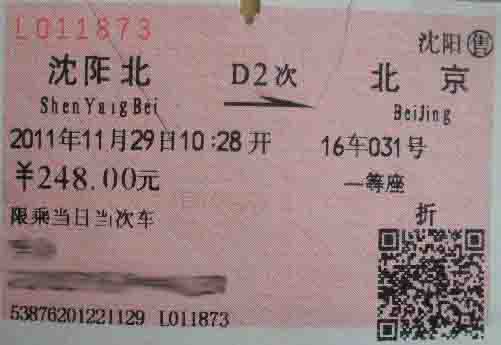 L011873
沈阳售
沈阳北 D2次 北京
ShenYangBei BeiJing
2011年11月29日10:28开 16车031号
¥248.00元 一等座
限乘当日当次车 折
53876201221129 L011873